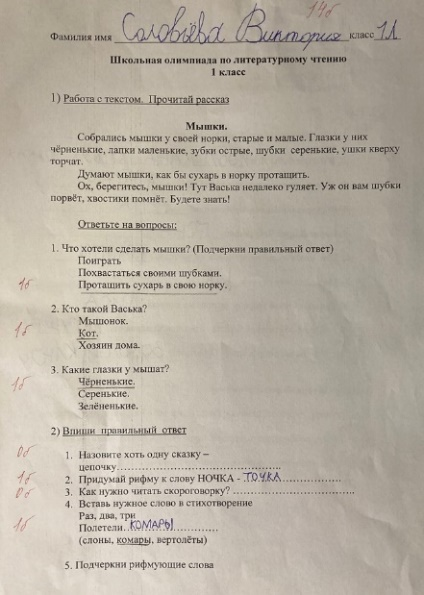 14б
Фамилия имя Соловьёва Виктория класс 1Л
Школьная олимпиада по литературному чтению
1 класс
1) Работа с текстом. Прочитай рассказ
Мышки.
Собрались мышки у своей норки, старые и малые. Глазки у них
чёрненькие, лапки маленькие, зубки острые, шубки серенькие, ушки кверху
торчат.
Думают мышки, как бы сухарь в норку протащить.
Ох, берегитесь, мышки! Тут Васька недалеко гуляет. Уж он вам шубки
порвёт, хвостики помнёт. Будете знать!
Ответьте на вопросы:
1. Что хотели сделать мышки? (Подчеркни правильный ответ)
Поиграть
Похвастаться своими шубками.
1б Протащить сухарь в свою норку.
2. Кто такой Васька?
Мышонок.
1б Кот.
Хозяин дома.
3. Какие глазки у мышат?
1б Чёрненькие.
Серенькие.
Зелёненькие.
2) Впиши правильный ответ
0б 1. Назовите хоть одну сказку –
цепочку
1б 2. Придумай рифму к слову НОЧКА - ТОЧКА
0б 3. Как нужно читать скороговорку?
4. Вставь нужное слово в стихотворение
Раз, два, три
1б Полетели. КОМАРЫ
(слоны, комары, вертолёты)
5. Подчеркни рифмующие слова